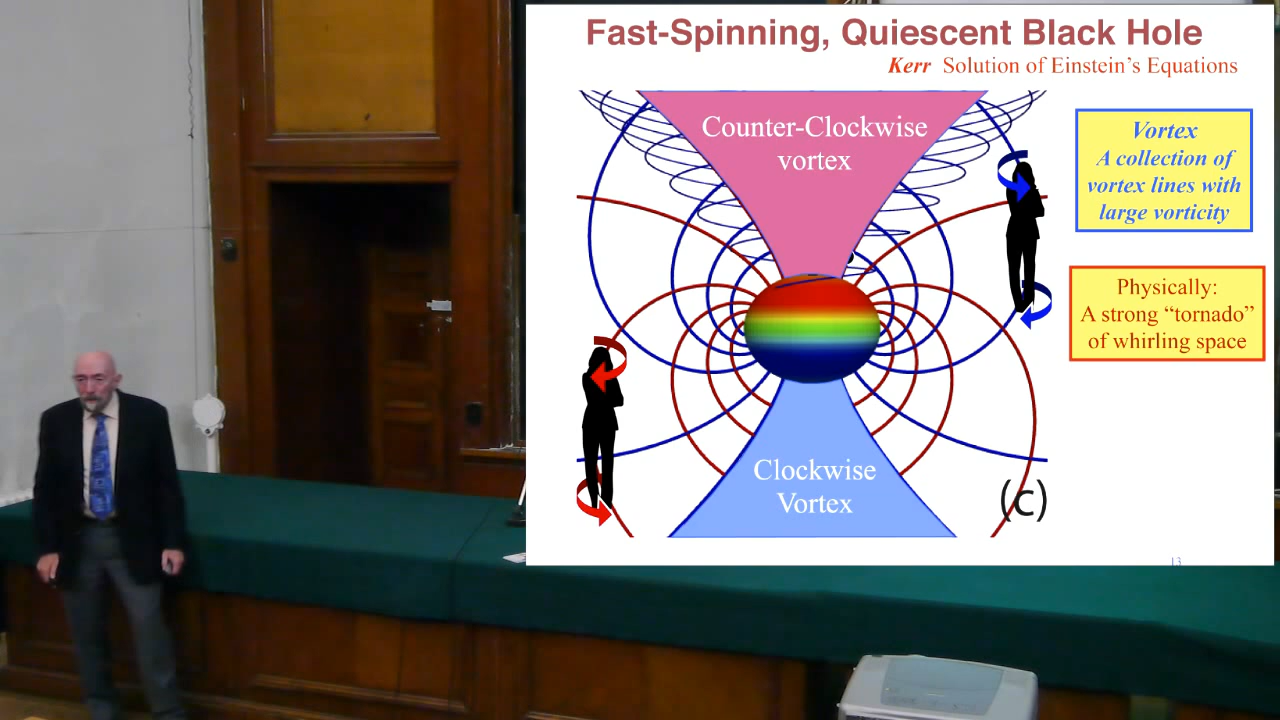 Fast-Spinning, Quiescent Black Hole
Kerr Solution of Einstein's Equations
Counter-Clockwise
vortex
Vortex
A collection of
vortex lines with
large vorticity
Physically:
A strong “tornado”
of whirling space
Clockwise
Vortex
(c)
13